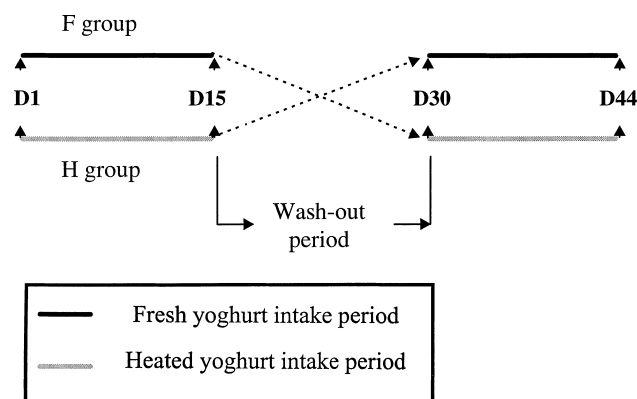 F group
D1 D15 D30 D44
H group
Wash-out
period
Fresh yoghurt intake period
Heated yoghurt intake period